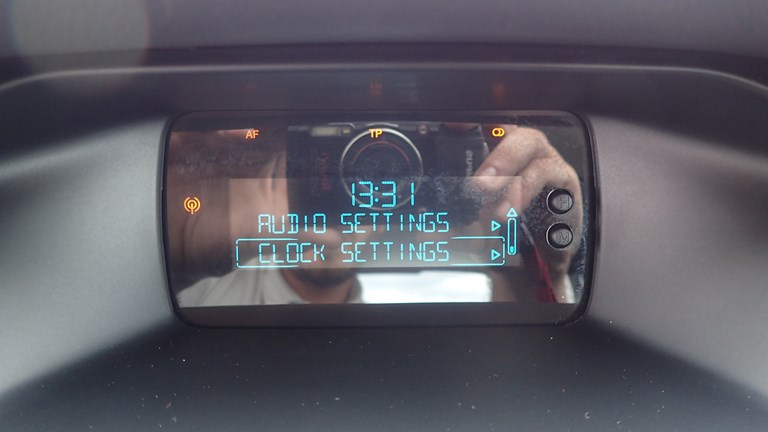 AF TP
13:31
AUDIO SETTINGS
H
CLOCK SETTINGS
M